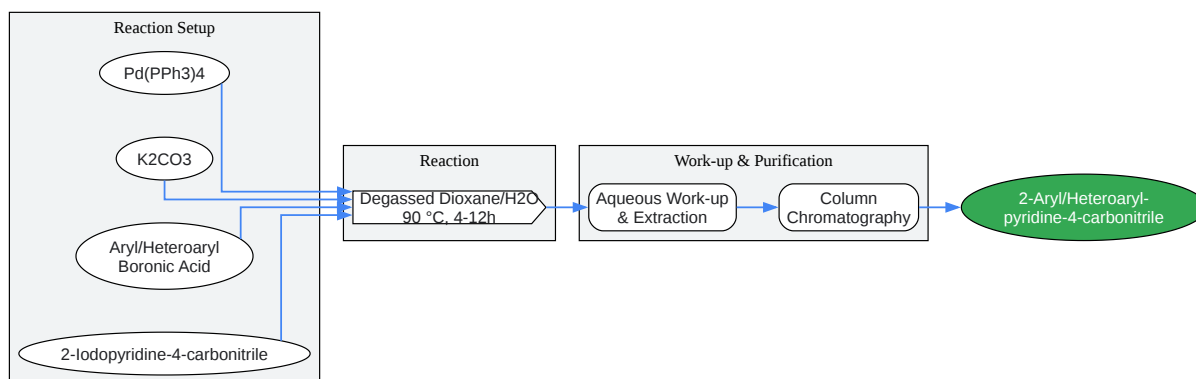 Reaction Setup
Pd(PPh3)4
K2CO3
Aryl/Heteroaryl
Boronic Acid
2-Iodopyridine-4-carbonitrile
Reaction
Degassed Dioxane/H2O
90 °C, 4-12h
Work-up & Purification
Aqueous Work-up
& Extraction
Column
Chromatography
2-Aryl/Heteroaryl-
pyridine-4-carbonitrile